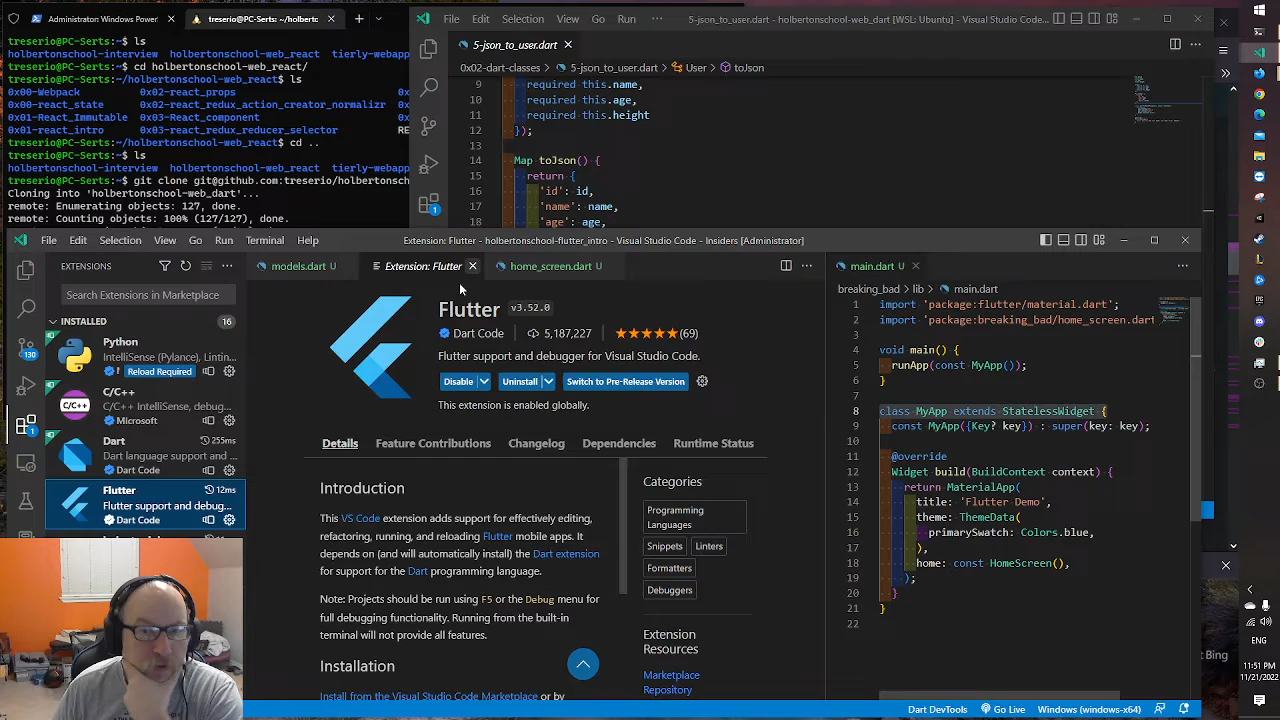 Administrator: Windows Power
treserio@PC-Serts: ~/holbert
treserio@PC-Serts:~$ ls
holbertonschool-interview holbertonschool-web_react tierly-webapp
treserio@PC-Serts:~$ cd holbertonschool-web_react/
treserio@PC-Serts:~/holbertonschool-web_react$ ls
0x00-Webpack 0x02-react_props
0x00-react_state 0x02-react_redux_action_creator_normalizr
0x01-React_Immutable 0x03-React_component
0x01-react_intro 0x03-react_redux_reducer_selector RE
treserio@PC-Serts:~/holbertonschool-web_react$ cd ..
treserio@PC-Serts:~$ ls
holbertonschool-interview holbertonschool-web_react tierly-webapp
treserio@PC-Serts:~$ git clone git@github.com:treserio/holbertonsch
Cloning into 'holbertonschool-web_dart'...
remote: Enumerating objects: 127, done.
remote: Counting objects: 100% (127/127), done.
File Edit Selection View Go Run ··· 5-json_to_user.dart - holbertonschool-web_dart [WSL: Ubuntu] - Visual Studio Code
5-json_to_user.dart
0x02-dart-classes > 5-json_to_user.dart > User > toJson
9 required this.name,
10 required this.age,
11 required this.height
12 });
13
14 Map toJson() {
15 return {
16 'id': id,
17 'name': name,
18 'age': age,
1
File Edit Selection View Go Run Terminal Help
Extension: Flutter - holbertonschool-flutter_intro - Visual Studio Code - Insiders [Administrator]
EXTENSIONS
Search Extensions in Marketplace
INSTALLED 16
Python
IntelliSense (Pylance), Lintin...
Reload Required
C/C++
C/C++ IntelliSense, debug...
Microsoft
Dart 255ms
Dart language support and ...
Dart Code
Flutter 12ms
Flutter support and debug...
Dart Code
130
1
models.dart U
Extension: Flutter
home_screen.dart U
Flutter v3.52.0
Dart Code 5,187,227 (69)
Flutter support and debugger for Visual Studio Code.
Disable Uninstall Switch to Pre-Release Version
This extension is enabled globally.
Details Feature Contributions Changelog Dependencies Runtime Status
Introduction
This VS Code extension adds support for effectively editing,
refactoring, running, and reloading Flutter mobile apps. It
depends on (and will automatically install) the Dart extension
for support for the Dart programming language.
Note: Projects should be run using F5 or the Debug menu for
full debugging functionality. Running from the built-in
terminal will not provide all features.
Installation
Install from the Visual Studio Code Marketplace or by
Categories
Programming
Languages
Snippets Linters
Formatters
Debuggers
Extension
Resources
Marketplace
Repository
main.dart U
breaking_bad > lib > main.dart
1 import 'package:flutter/material.dart';
2 import 'package:breaking_bad/home_screen.dart
3
4 void main() {
5 runApp(const MyApp());
6 }
7
8 class MyApp extends StatelessWidget {
9 const MyApp({Key? key}) : super(key: key);
10
11 @override
12 Widget build(BuildContext context) {
13 return MaterialApp(
14 title: 'Flutter Demo',
15 theme: ThemeData(
16 primarySwatch: Colors.blue,
17 ),
18 home: const HomeScreen(),
19 );
20 }
21 }
22
Dart DevTools Go Live Windows (windows-x64)
Bing
ENG
11:51 PM
11/21/2022